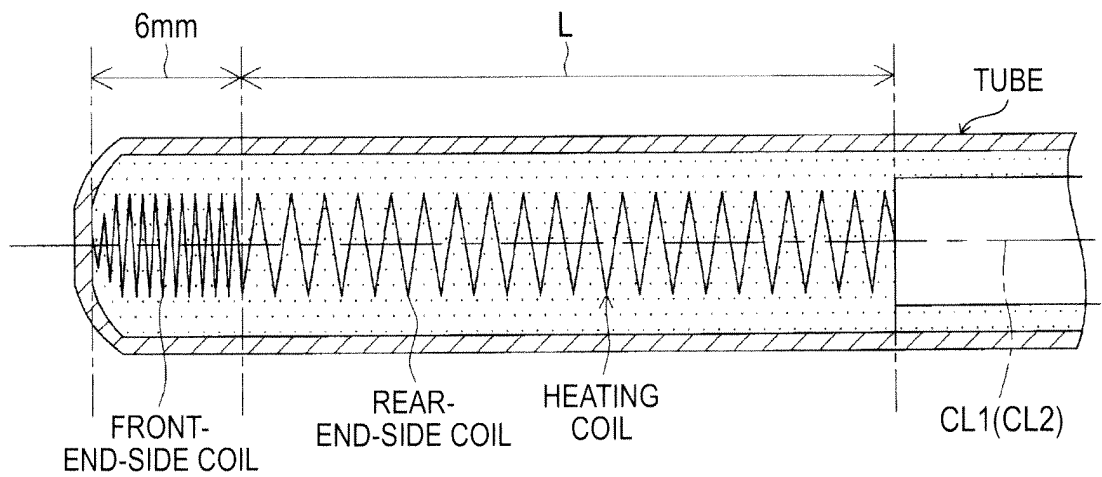 6mm
L
TUBE
FRONT-
END-SIDE COIL
REAR-
END-SIDE COIL
HEATING
COIL
CL1(CL2)